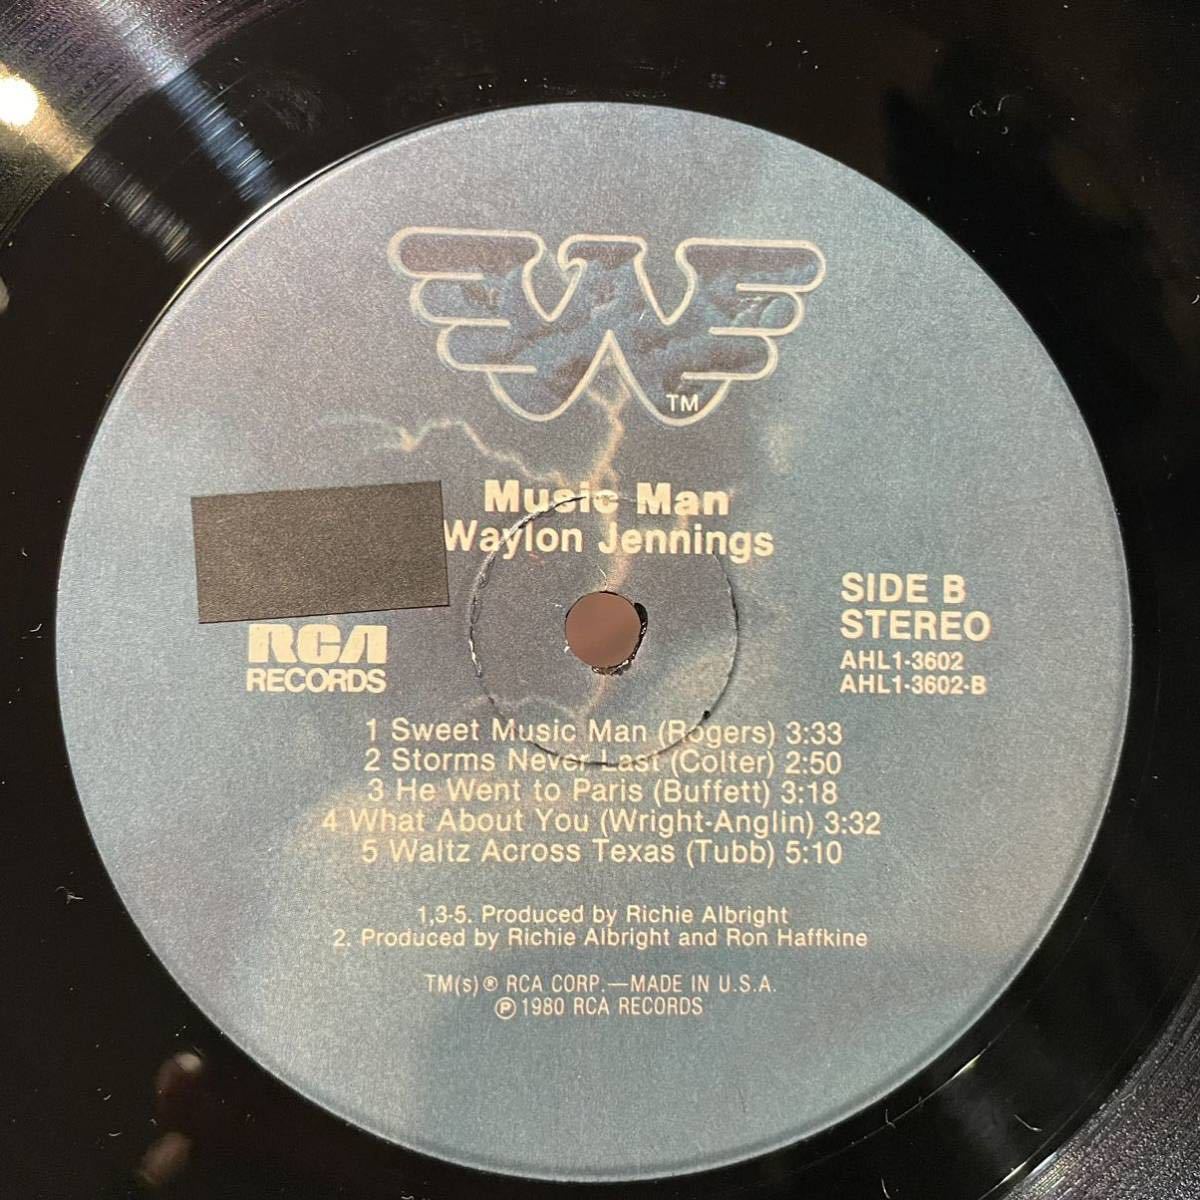 TM
Music Man
Waylon Jennings
SIDE B
STEREO
AHL1-3602
AHL1-3602-B
RCA
RECORDS
1 Sweet Music Man (Rogers) 3:33
2 Storms Never Last (Colter) 2:50
3 He Went to Paris (Buffett) 3:18
4 What About You (Wright-Anglin) 3:32
5 Waltz Across Texas (Tubb) 5:10
1,3-5. Produced by Richie Albright
2. Produced by Richie Albright and Ron Haffkine
TM(s) ® RCA CORP.—MADE IN U.S.A.
℗ 1980 RCA RECORDS